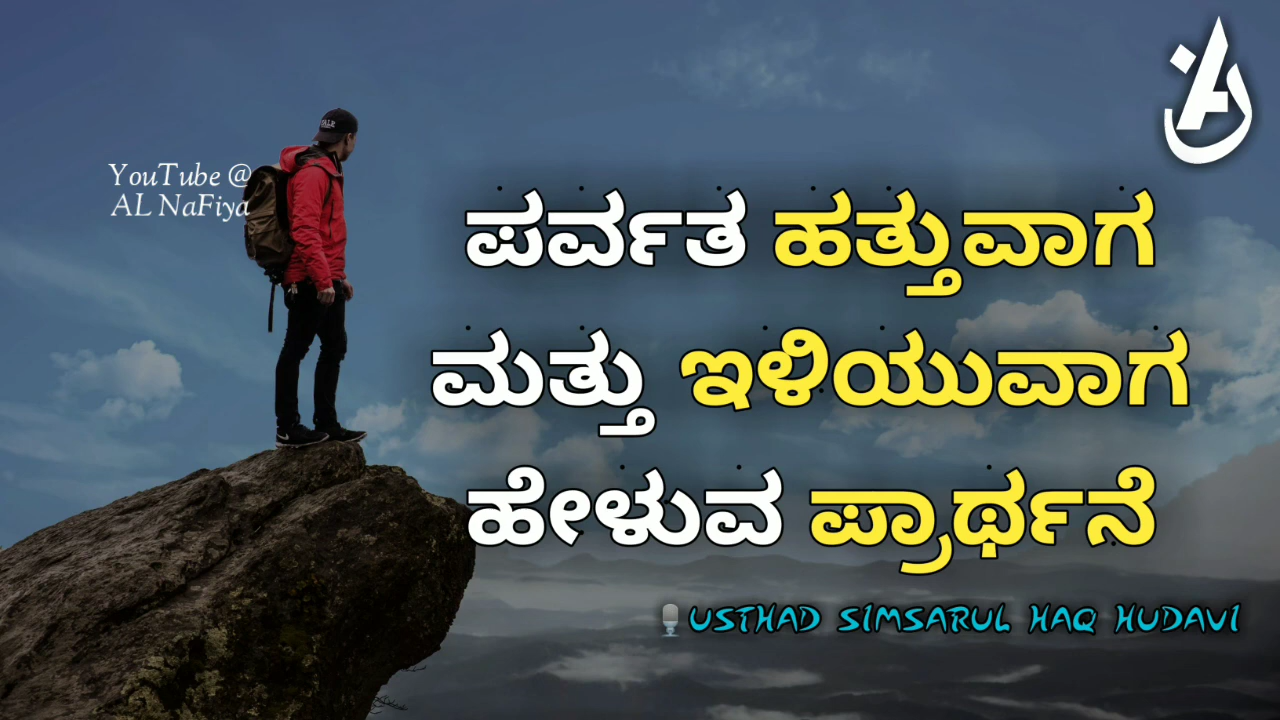 YouTube @
AL NaFiya
ಪರ್ವತ ಹತ್ತುವಾಗ
ಮತ್ತು ಇಳಿಯುವಾಗ
ಹೇಳುವ ಪ್ರಾರ್ಥನೆ
USTHAD SIMSARUL HAQ HUDAVI